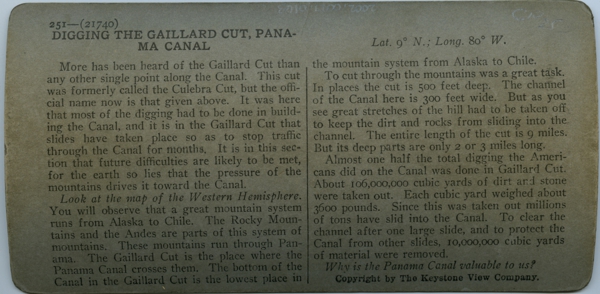 251—(21740)
DIGGING THE GAILLARD CUT, PANA-
MA CANAL
More has been heard of the Gaillard Cut than
any other single point along the Canal. This cut
was formerly called the Culebra Cut, but the offi-
cial name now is that given above. It was here
that most of the digging had to be done in build-
ing the Canal, and it is in the Gaillard Cut that
slides have taken place so as to stop traffic
through the Canal for months. It is in this sec-
tion that future difficulties are likely to be met,
for the earth so lies that the pressure of the
mountains drives it toward the Canal.
Look at the map of the Western Hemisphere.
You will observe that a great mountain system
runs from Alaska to Chile. The Rocky Moun-
tains and the Andes are parts of this system of
mountains. These mountains run through Pan-
ama. The Gaillard Cut is the place where the
Panama Canal crosses them. The bottom of the
Canal in the Gaillard Cut is the lowest place in
Lat. 9° N.; Long. 80° W.
the mountain system from Alaska to Chile.
To cut through the mountains was a great task.
In places the cut is 500 feet deep. The channel
of the Canal here is 300 feet wide. But as you
see great stretches of the hill had to be taken off
to keep the dirt and rocks from sliding into the
channel. The entire length of the cut is 9 miles.
But its deep parts are only 2 or 3 miles long.
Almost one half the total digging the Ameri-
cans did on the Canal was done in Gaillard Cut.
About 106,000,000 cubic yards of dirt and stone
were taken out. Each cubic yard weighed about
3600 pounds. Since this was taken out millions
of tons have slid into the Canal. To clear the
channel after one large slide, and to protect the
Canal from other slides, 10,000,000 cubic yards
of material were removed.
Why is the Panama Canal valuable to us?
Copyright by The Keystone View Company.